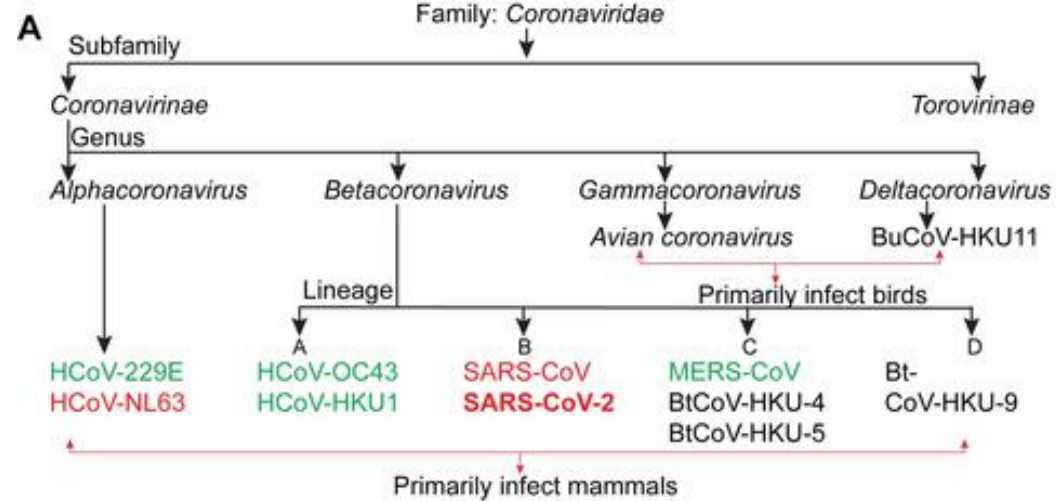 A
Family: Coronaviridae
Subfamily
Coronavirinae
Torovirinae
Genus
Alphacoronavirus
Betacoronavirus
Gammacoronavirus
Deltacoronavirus
Avian coronavirus
BuCoV-HKU11
Primarily infect birds
Lineage
A
B
C
D
HCoV-229E
HCoV-NL63
HCoV-OC43
HCoV-HKU1
SARS-CoV
SARS-CoV-2
MERS-CoV
BtCoV-HKU-4
BtCoV-HKU-5
Bt-
CoV-HKU-9
Primarily infect mammals